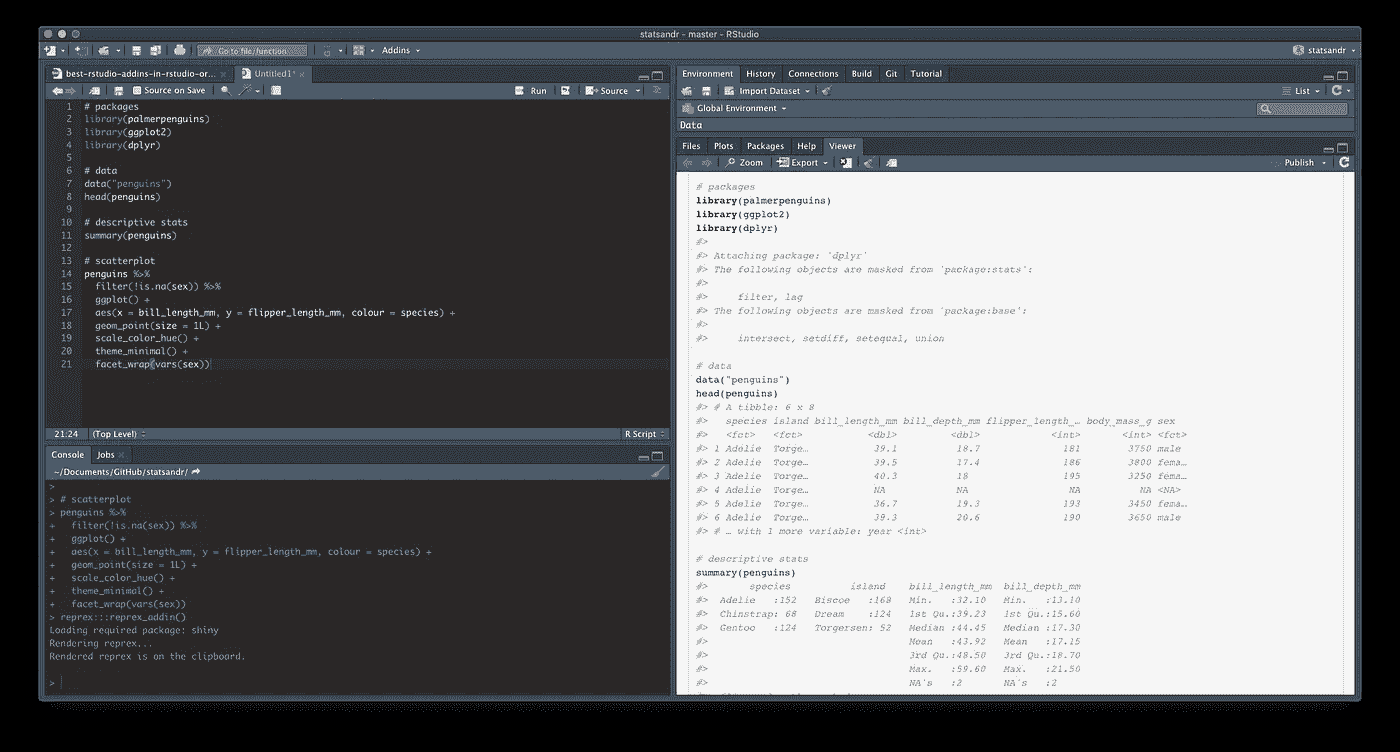 statsandr - master - RStudio
Go to file/function
Addins
statsandr
best-rstudio-addins-in-rstudio-or...
Untitled1*
Source on Save
Run
Source
1 # packages
2 library(palmerpenguins)
3 library(ggplot2)
4 library(dplyr)
5
6 # data
7 data("penguins")
8 head(penguins)
9
10 # descriptive stats
11 summary(penguins)
12
13 # scatterplot
14 penguins %>%
15 filter(!is.na(sex)) %>%
16 ggplot() +
17 aes(x = bill_length_mm, y = flipper_length_mm, colour = species) +
18 geom_point(size = 1L) +
19 scale_color_hue() +
20 theme_minimal() +
21 facet_wrap(vars(sex))
21:24 (Top Level) R Script
Console Jobs
~/Documents/GitHub/statsandr/
>
> # scatterplot
> penguins %>%
+ filter(!is.na(sex)) %>%
+ ggplot() +
+ aes(x = bill_length_mm, y = flipper_length_mm, colour = species) +
+ geom_point(size = 1L) +
+ scale_color_hue() +
+ theme_minimal() +
+ facet_wrap(vars(sex))
> reprex:::reprex_addin()
Loading required package: shiny
Rendering reprex...
Rendered reprex is on the clipboard.
>
Environment History Connections Build Git Tutorial
Import Dataset
List
Global Environment
Data
Files Plots Packages Help Viewer
Zoom Export Publish
# packages
library(palmerpenguins)
library(ggplot2)
library(dplyr)
#>
#> Attaching package: 'dplyr'
#> The following objects are masked from 'package:stats':
#>
#> filter, lag
#> The following objects are masked from 'package:base':
#>
#> intersect, setdiff, setequal, union
# data
data("penguins")
head(penguins)
#> # A tibble: 6 x 8
#> species island bill_length_mm bill_depth_mm flipper_length_… body_mass_g sex
#> <fct> <fct> <dbl> <dbl> <int> <int> <fct>
#> 1 Adelie Torge… 39.1 18.7 181 3750 male
#> 2 Adelie Torge… 39.5 17.4 186 3800 fema…
#> 3 Adelie Torge… 40.3 18 195 3250 fema…
#> 4 Adelie Torge… NA NA NA NA <NA>
#> 5 Adelie Torge… 36.7 19.3 193 3450 fema…
#> 6 Adelie Torge… 39.3 20.6 190 3650 male
#> # … with 1 more variable: year <int>
# descriptive stats
summary(penguins)
#> species island bill_length_mm bill_depth_mm
#> Adelie :152 Biscoe :168 Min. :32.10 Min. :13.10
#> Chinstrap: 68 Dream :124 1st Qu.:39.23 1st Qu.:15.60
#> Gentoo :124 Torgersen: 52 Median :44.45 Median :17.30
#> Mean :43.92 Mean :17.15
#> 3rd Qu.:48.50 3rd Qu.:18.70
#> Max. :59.60 Max. :21.50
#> NA's :2 NA's :2